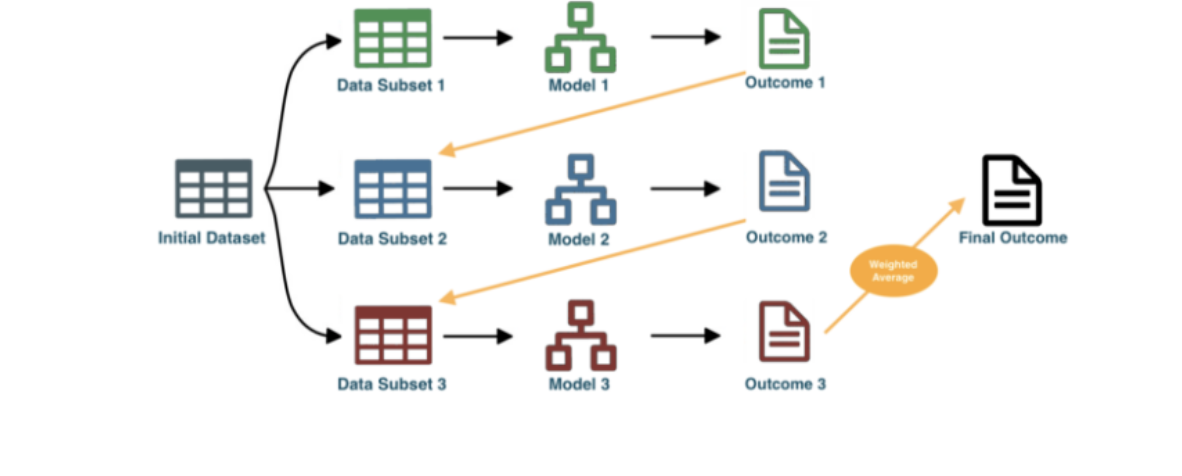 Data Subset 1
Model 1
Outcome 1
Initial Dataset
Data Subset 2
Model 2
Outcome 2
Final Outcome
Weighted
Average
Data Subset 3
Model 3
Outcome 3